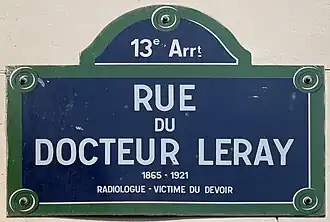 13e Arrt
RUE
DU
DOCTEUR LERAY
1865 - 1921
RADIOLOGUE - VICTIME DU DEVOIR